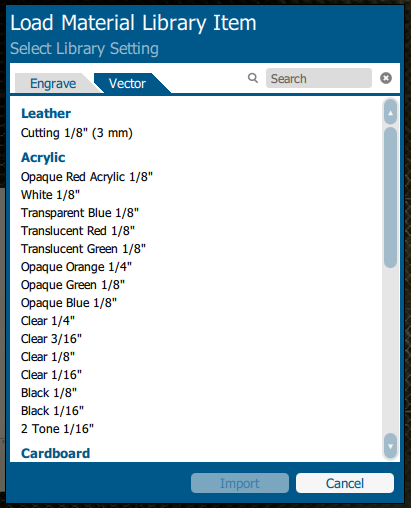 Load Material Library Item
Select Library Setting
Engrave Vector Search
Leather
Cutting 1/8" (3 mm)
Acrylic
Opaque Red Acrylic 1/8"
White 1/8"
Transparent Blue 1/8"
Translucent Red 1/8"
Translucent Green 1/8"
Opaque Orange 1/4"
Opaque Green 1/8"
Opaque Blue 1/8"
Clear 1/4"
Clear 3/16"
Clear 1/8"
Clear 1/16"
Black 1/8"
Black 1/16"
2 Tone 1/16"
Cardboard
Import Cancel